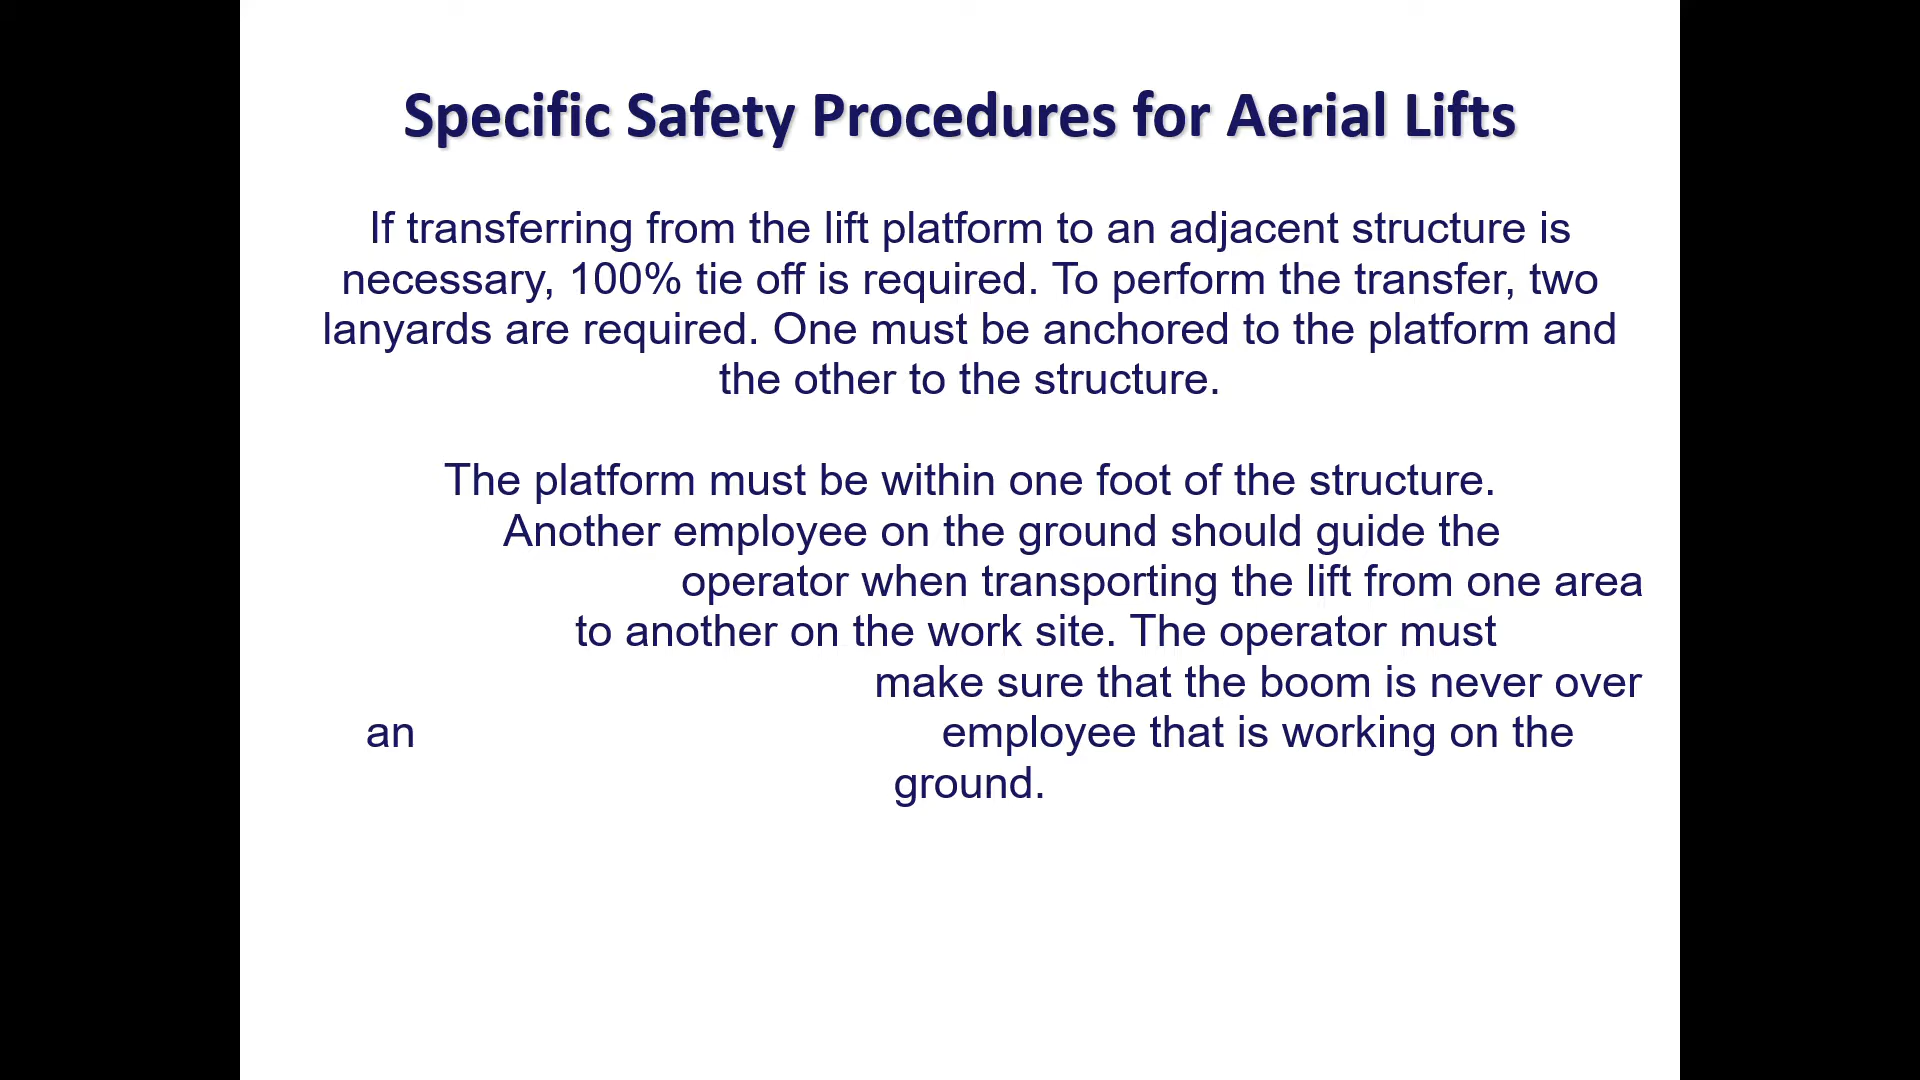 Specific Safety Procedures for Aerial Lifts
If transferring from the lift platform to an adjacent structure is
necessary, 100% tie off is required. To perform the transfer, two
lanyards are required. One must be anchored to the platform and
the other to the structure.
The platform must be within one foot of the structure.
Another employee on the ground should guide the
operator when transporting the lift from one area
to another on the work site. The operator must
make sure that the boom is never over
an employee that is working on the
ground.